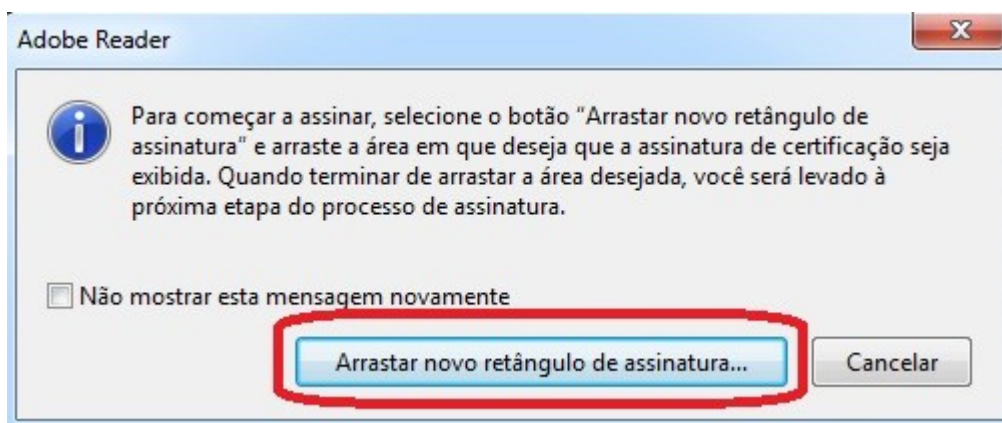 Adobe Reader
Para começar a assinar, selecione o botão "Arrastar novo retângulo de
assinatura" e arraste a área em que deseja que a assinatura de certificação seja
exibida. Quando terminar de arrastar a área desejada, você será levado à
próxima etapa do processo de assinatura.
Não mostrar esta mensagem novamente
Arrastar novo retângulo de assinatura...
Cancelar